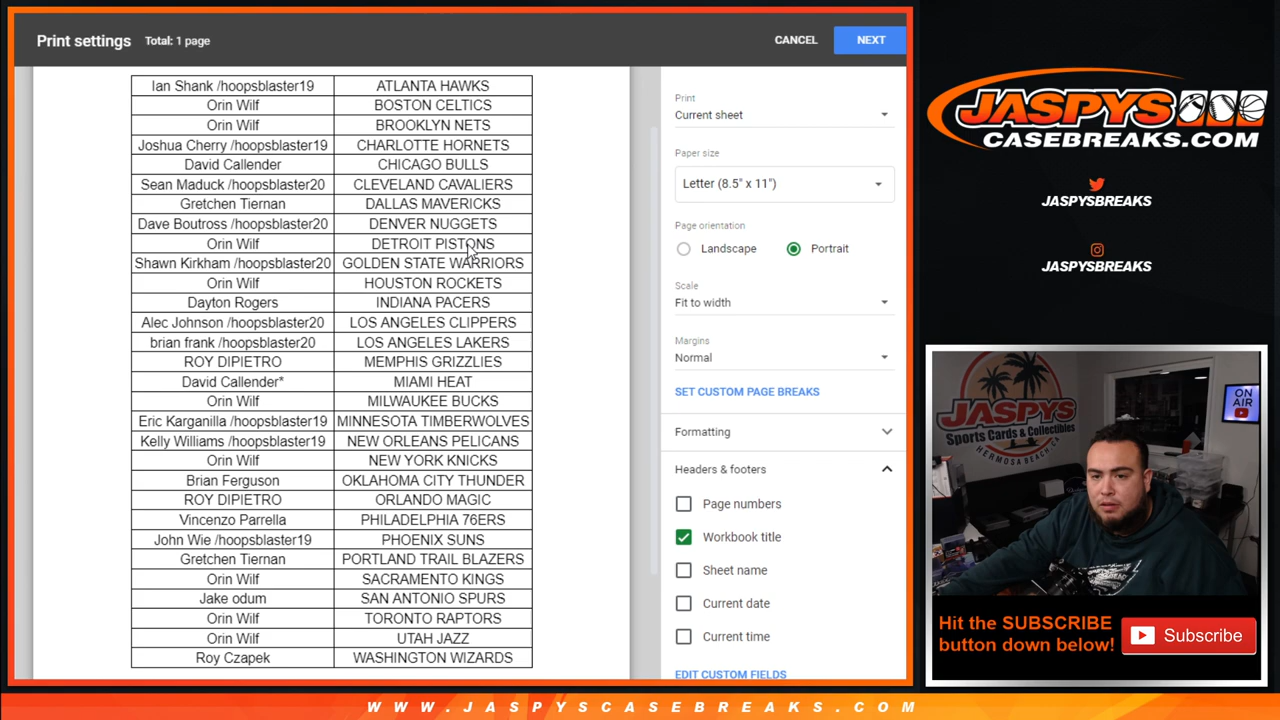 Print settings Total: 1 page CANCEL NEXT
Ian Shank /hoopsblaster19 ATLANTA HAWKS
Orin Wilf BOSTON CELTICS
Orin Wilf BROOKLYN NETS
Joshua Cherry /hoopsblaster19 CHARLOTTE HORNETS
David Callender CHICAGO BULLS
Sean Maduck /hoopsblaster20 CLEVELAND CAVALIERS
Gretchen Tiernan DALLAS MAVERICKS
Dave Boutross /hoopsblaster20 DENVER NUGGETS
Orin Wilf DETROIT PISTONS
Shawn Kirkham /hoopsblaster20 GOLDEN STATE WARRIORS
Orin Wilf HOUSTON ROCKETS
Dayton Rogers INDIANA PACERS
Alec Johnson /hoopsblaster20 LOS ANGELES CLIPPERS
brian frank /hoopsblaster20 LOS ANGELES LAKERS
ROY DIPIETRO MEMPHIS GRIZZLIES
David Callender* MIAMI HEAT
Orin Wilf MILWAUKEE BUCKS
Eric Karganilla /hoopsblaster19 MINNESOTA TIMBERWOLVES
Kelly Williams /hoopsblaster19 NEW ORLEANS PELICANS
Orin Wilf NEW YORK KNICKS
Brian Ferguson OKLAHOMA CITY THUNDER
ROY DIPIETRO ORLANDO MAGIC
Vincenzo Parrella PHILADELPHIA 76ERS
John Wie /hoopsblaster19 PHOENIX SUNS
Gretchen Tiernan PORTLAND TRAIL BLAZERS
Orin Wilf SACRAMENTO KINGS
Jake odum SAN ANTONIO SPURS
Orin Wilf TORONTO RAPTORS
Orin Wilf UTAH JAZZ
Roy Czapek WASHINGTON WIZARDS
Print
Current sheet
Paper size
Letter (8.5" x 11")
Page orientation
Landscape Portrait
Scale
Fit to width
Margins
Normal
SET CUSTOM PAGE BREAKS
Formatting
Headers & footers
Page numbers
Workbook title
Sheet name
Current date
Current time
EDIT CUSTOM FIELDS
JASPYS
CASEBREAKS.COM
JASPYSBREAKS
JASPYSBREAKS
JASPYS
Sports Cards & Collectibles
HERMOSA BEACH, CA
ON
AIR
Hit the SUBSCRIBE
button down below!
Subscribe
WWW.JASPYSCASEBREAKS.COM